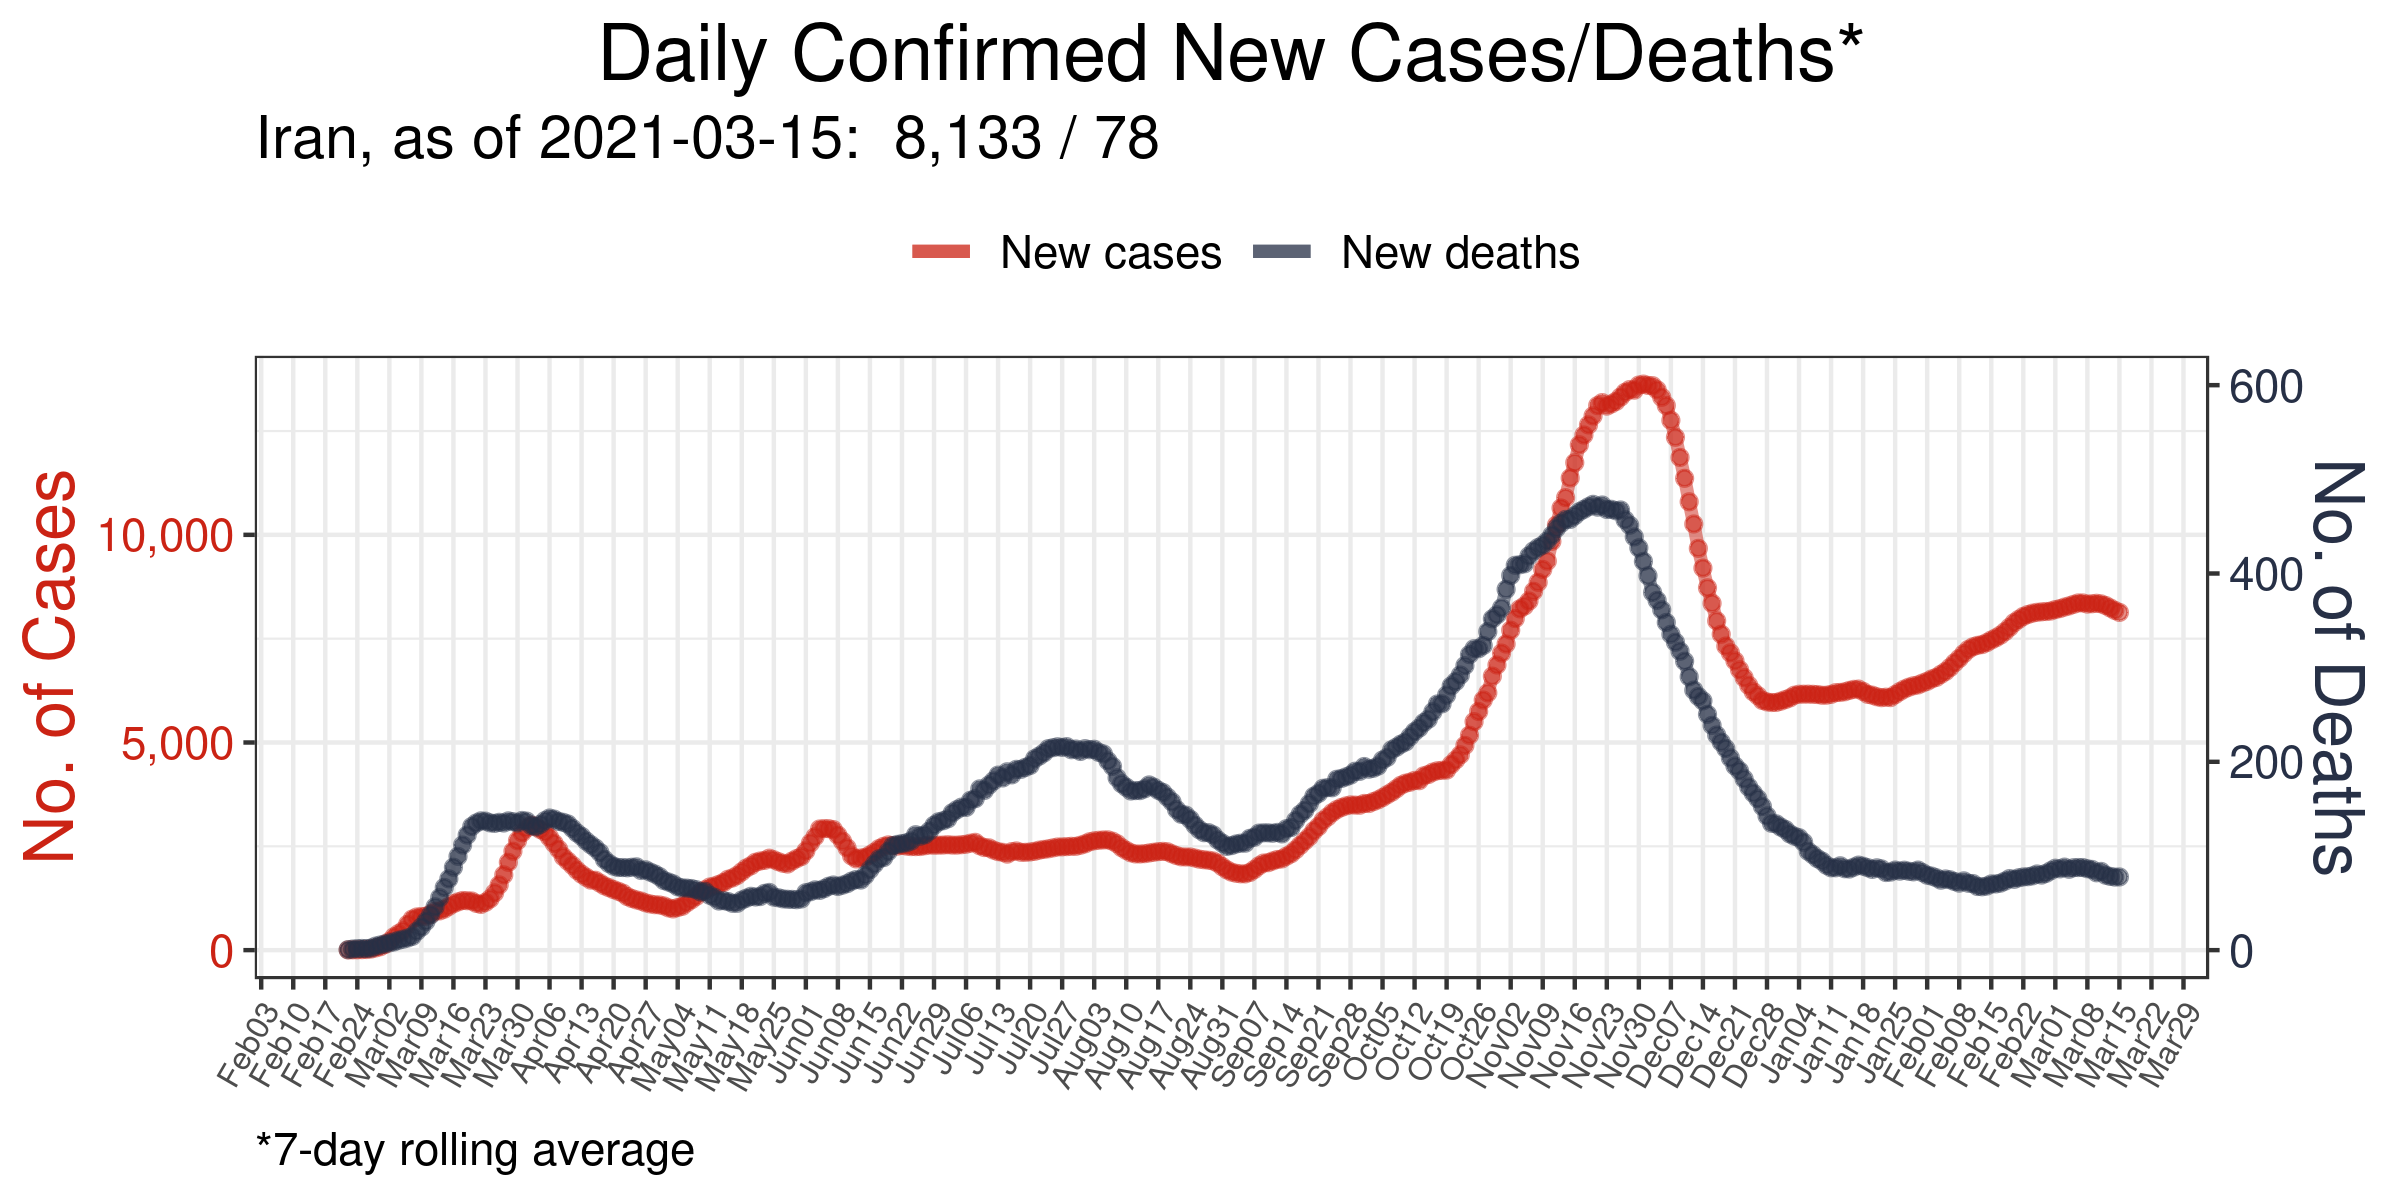 Daily Confirmed New Cases/Deaths*
Iran, as of 2021-03-15:  8,133 / 78
New cases
New deaths
No. of Cases
10,000
5,000
0
600
400
200
0
No. of Deaths
Feb03
Feb10
Feb17
Feb24
Mar02
Mar09
Mar16
Mar23
Mar30
Apr06
Apr13
Apr20
Apr27
May04
May11
May18
May25
Jun01
Jun08
Jun15
Jun22
Jun29
Jul06
Jul13
Jul20
Jul27
Aug03
Aug10
Aug17
Aug24
Aug31
Sep07
Sep14
Sep21
Sep28
Oct05
Oct12
Oct19
Oct26
Nov02
Nov09
Nov16
Nov23
Nov30
Dec07
Dec14
Dec21
Dec28
Jan04
Jan11
Jan18
Jan25
Feb01
Feb08
Feb15
Feb22
Mar01
Mar08
Mar15
Mar22
Mar29
*7-day rolling average